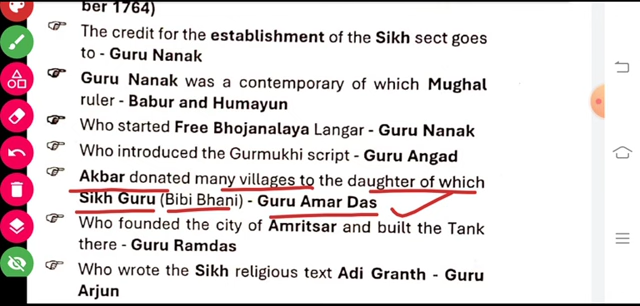 ber 1764)
The credit for the establishment of the Sikh sect goes
to - Guru Nanak
Guru Nanak was a contemporary of which Mughal
ruler - Babur and Humayun
Who started Free Bhojanalaya Langar - Guru Nanak
Who introduced the Gurmukhi script - Guru Angad
Akbar donated many villages to the daughter of which
Sikh Guru (Bibi Bhani) - Guru Amar Das
Who founded the city of Amritsar and built the Tank
there - Guru Ramdas
Who wrote the Sikh religious text Adi Granth - Guru
Arjun